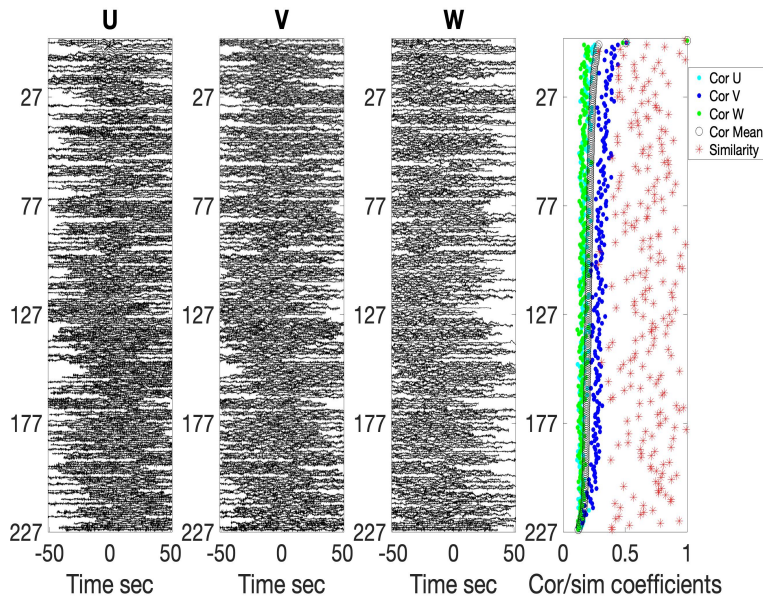 U
V
W
27
77
127
177
227
-50 0 50
Time sec
27
77
127
177
227
-50 0 50
Time sec
27
77
127
177
227
-50 0 50
Time sec
27
77
127
177
227
0 0.5 1
Cor/sim coefficients
Cor U
Cor V
Cor W
Cor Mean
Similarity